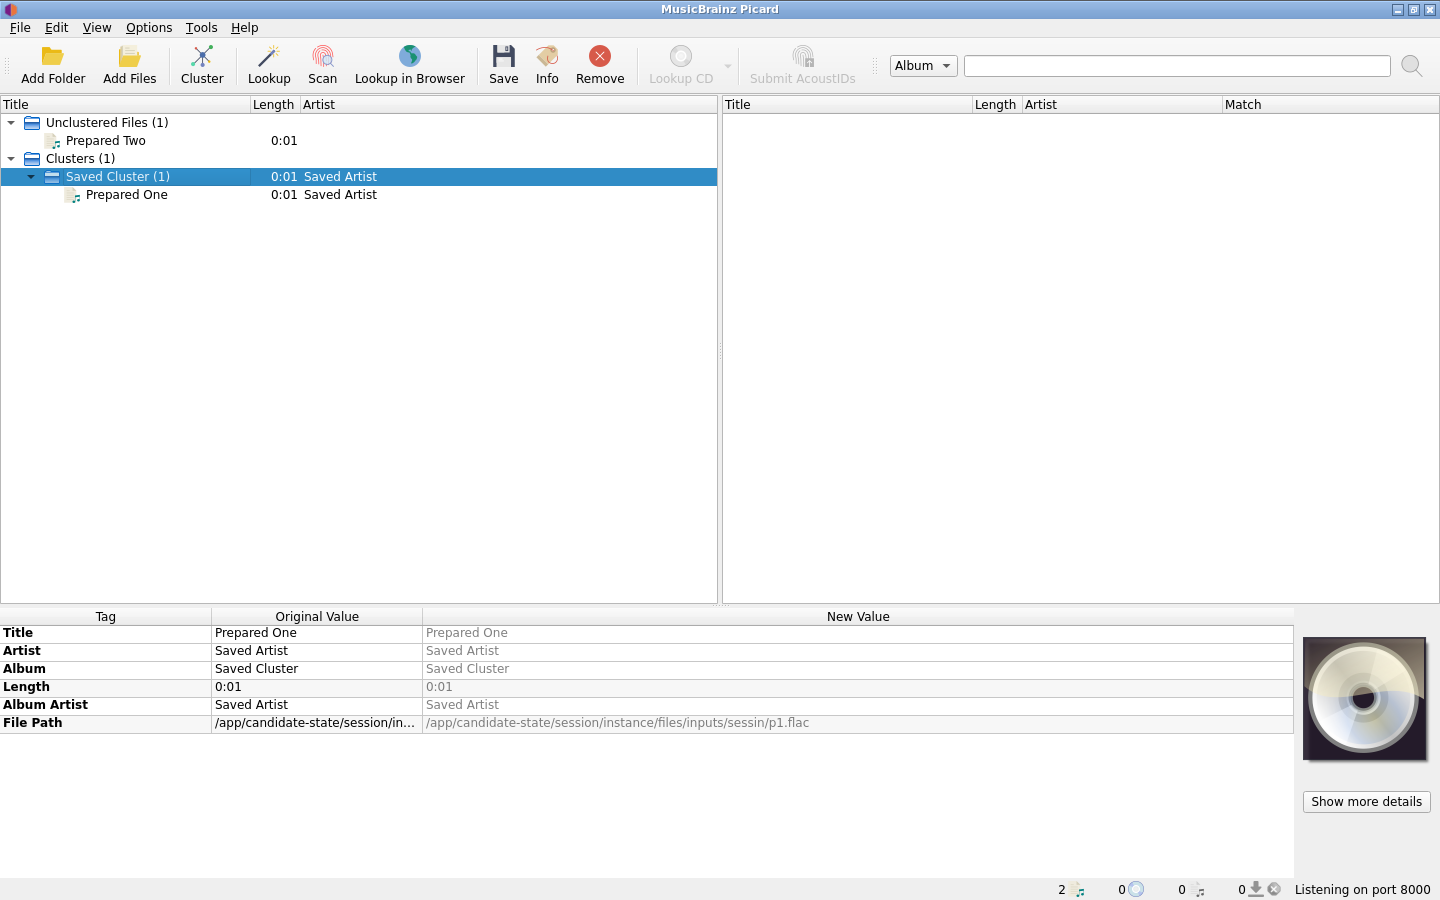 MusicBrainz Picard
File Edit View Options Tools Help
Add Folder Add Files Cluster Lookup Scan Lookup in Browser Save Info Remove Lookup CD Submit AcoustIDs Album
Title Length Artist Title Length Artist Match
Unclustered Files (1)
Prepared Two 0:01
Clusters (1)
Saved Cluster (1) 0:01 Saved Artist
Prepared One 0:01 Saved Artist
Tag Original Value New Value
Title Prepared One Prepared One
Artist Saved Artist Saved Artist
Album Saved Cluster Saved Cluster
Length 0:01 0:01
Album Artist Saved Artist Saved Artist
File Path /app/candidate-state/session/in... /app/candidate-state/session/instance/files/inputs/sessin/p1.flac
Show more details
2 0 0 0 Listening on port 8000